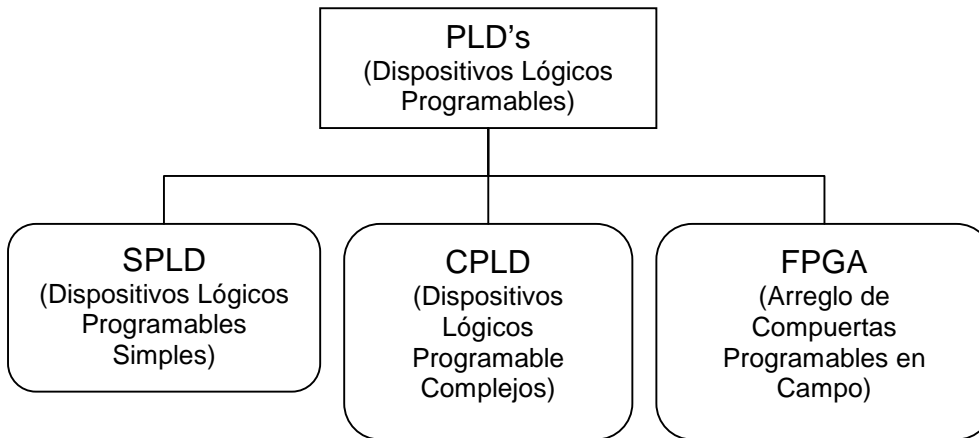 PLD's
(Dispositivos Lógicos
Programables)
SPLD
(Dispositivos Lógicos
Programables
Simples)
CPLD
(Dispositivos
Lógicos
Programable
Complejos)
FPGA
(Arreglo de
Compuertas
Programables en
Campo)